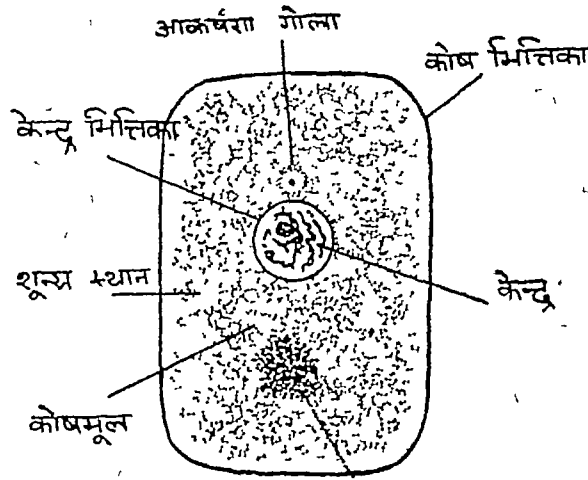 आकर्षण गोला
कोष भित्तिका
केन्द्र भित्तिका
शून्य स्थान
केन्द्र
कोषमूल